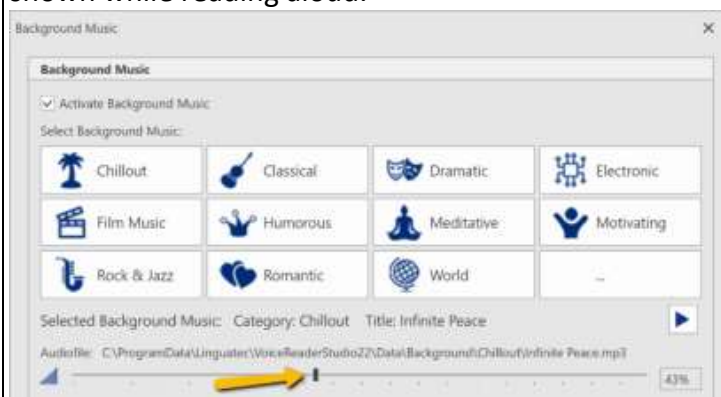 shown while reading aloud.
Background Music
Background Music
Activate Background Music
Select Background Music:
Chillout Classical Dramatic Electronic
Film Music Humorous Meditative Motivating
Rock & Jazz Romantic World ...
Selected Background Music: Category: Chillout Title: Infinite Peace
Audiofile: C:\ProgramData\Linguatec\VoiceReaderStudio22\Data\Background\Chillout\Infinite Peace.mp3
43%